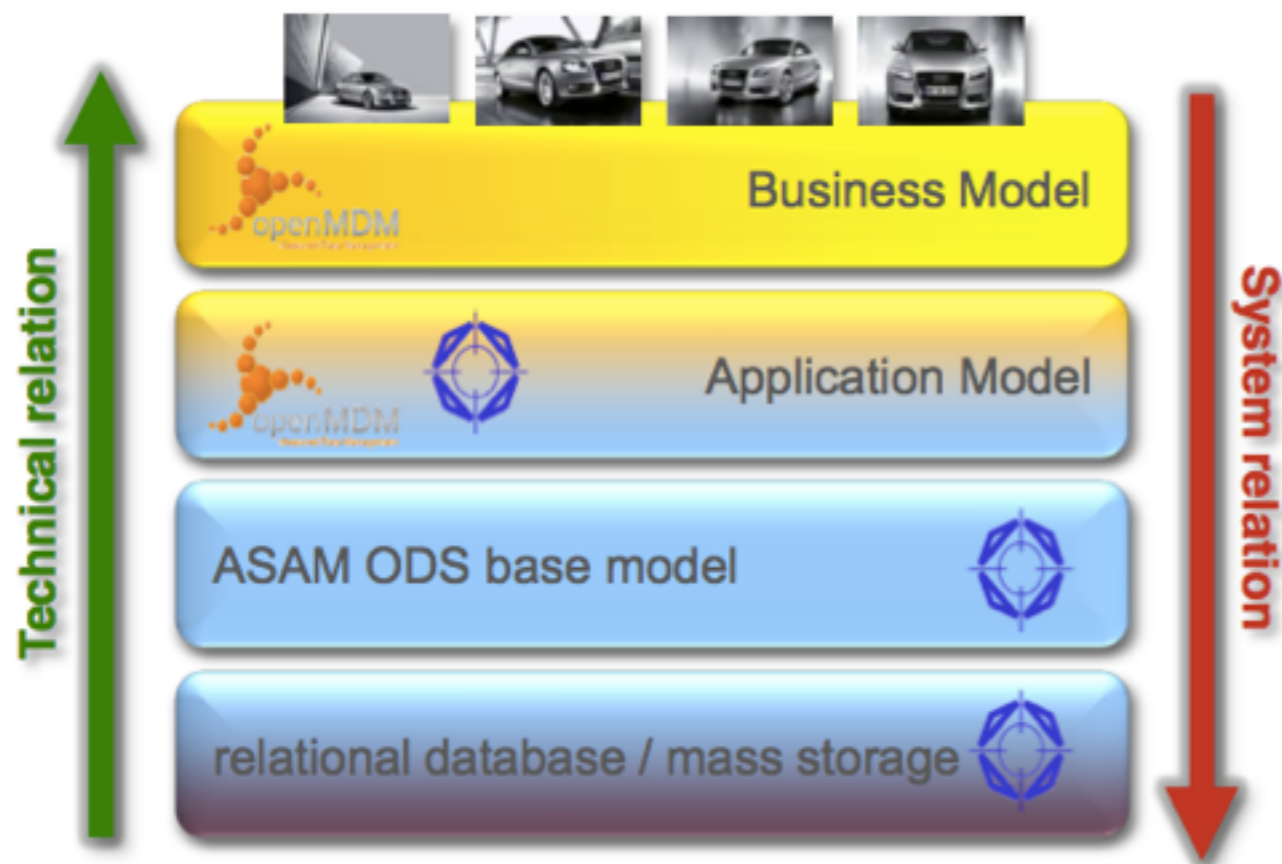 openMDM
Business Model
openMDM
Application Model
ASAM ODS base model
relational database / mass storage
Technical relation
System relation